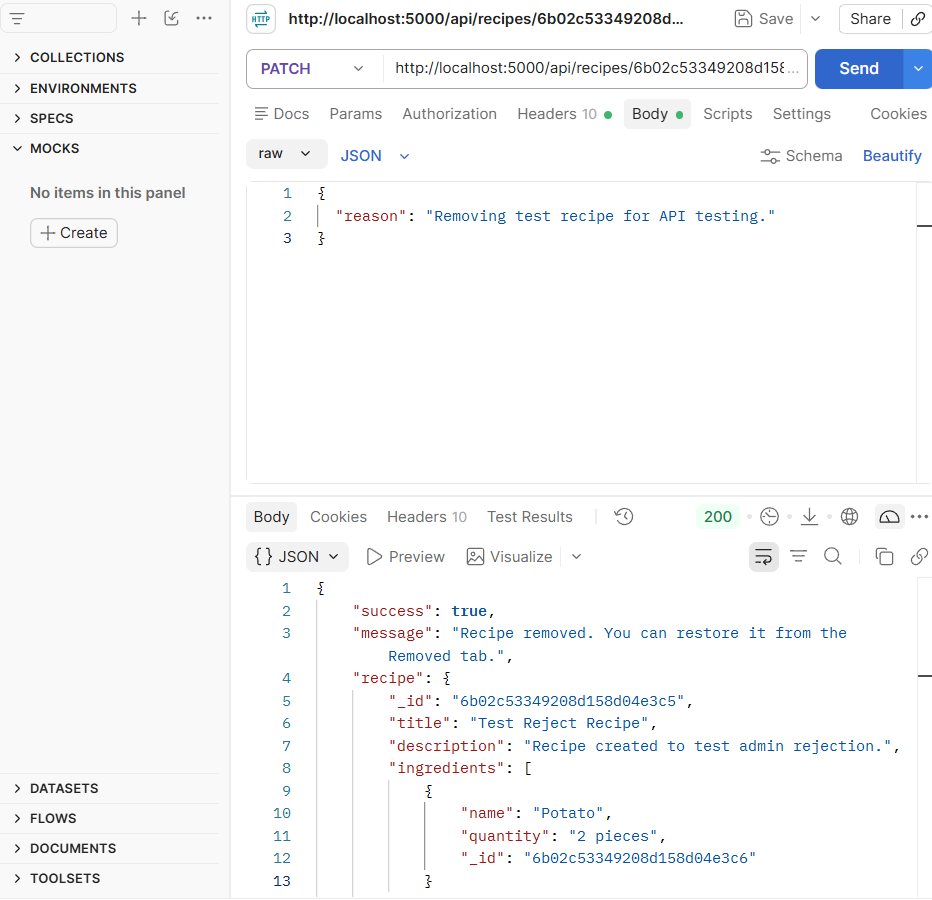 HTTP http://localhost:5000/api/recipes/6b02c53349208d... Save Share
COLLECTIONS
ENVIRONMENTS
SPECS
MOCKS
No items in this panel
Create
DATASETS
FLOWS
DOCUMENTS
TOOLSETS
PATCH http://localhost:5000/api/recipes/6b02c53349208d158... Send
Docs Params Authorization Headers 10 Body Scripts Settings Cookies
raw JSON Schema Beautify
1 {
2 "reason": "Removing test recipe for API testing."
3 }
Body Cookies Headers 10 Test Results 200
{} JSON Preview Visualize
1 {
2 "success": true,
3 "message": "Recipe removed. You can restore it from the
Removed tab.",
4 "recipe": {
5 "_id": "6b02c53349208d158d04e3c5",
6 "title": "Test Reject Recipe",
7 "description": "Recipe created to test admin rejection.",
8 "ingredients": [
9 {
10 "name": "Potato",
11 "quantity": "2 pieces",
12 "_id": "6b02c53349208d158d04e3c6"
13 }